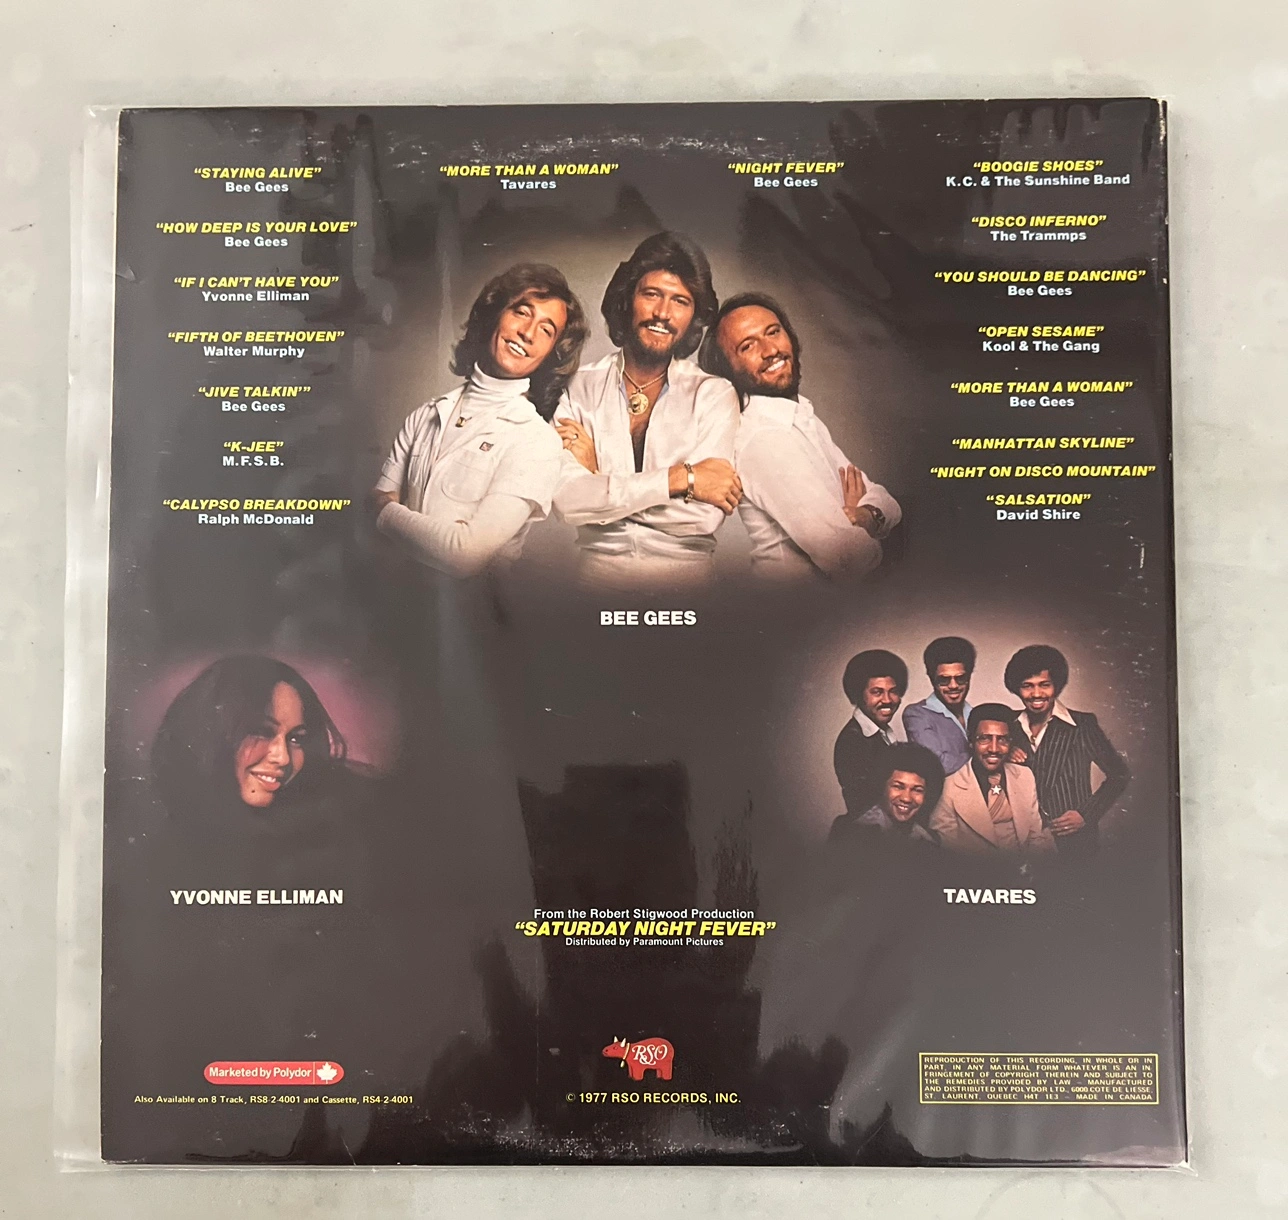 “STAYING ALIVE”
Bee Gees
“HOW DEEP IS YOUR LOVE”
Bee Gees
“IF I CAN’T HAVE YOU”
Yvonne Elliman
“FIFTH OF BEETHOVEN”
Walter Murphy
“JIVE TALKIN’”
Bee Gees
“K-JEE”
M.F.S.B.
“CALYPSO BREAKDOWN”
Ralph McDonald
“MORE THAN A WOMAN”
Tavares
“NIGHT FEVER”
Bee Gees
“BOOGIE SHOES”
K.C. & The Sunshine Band
“DISCO INFERNO”
The Trammps
“YOU SHOULD BE DANCING”
Bee Gees
“OPEN SESAME”
Kool & The Gang
“MORE THAN A WOMAN”
Bee Gees
“MANHATTAN SKYLINE”
“NIGHT ON DISCO MOUNTAIN”
“SALSATION”
David Shire
BEE GEES
YVONNE ELLIMAN
TAVARES
From the Robert Stigwood Production
“SATURDAY NIGHT FEVER”
Distributed by Paramount Pictures
RSO
Marketed by Polydor
Also Available on 8 Track, RS8-2-4001 and Cassette, RS4-2-4001
© 1977 RSO RECORDS, INC.
REPRODUCTION OF THIS RECORDING, IN WHOLE OR IN
PART, IN ANY MATERIAL FORM WHATEVER IS AN IN
FRINGEMENT OF COPYRIGHT THEREIN AND SUBJECT TO
THE REMEDIES PROVIDED BY LAW – MANUFACTURED
AND DISTRIBUTED BY POLYDOR LTD., 6000 COTE DE LIESSE,
ST. LAURENT, QUEBEC H4T 1E3 – MADE IN CANADA